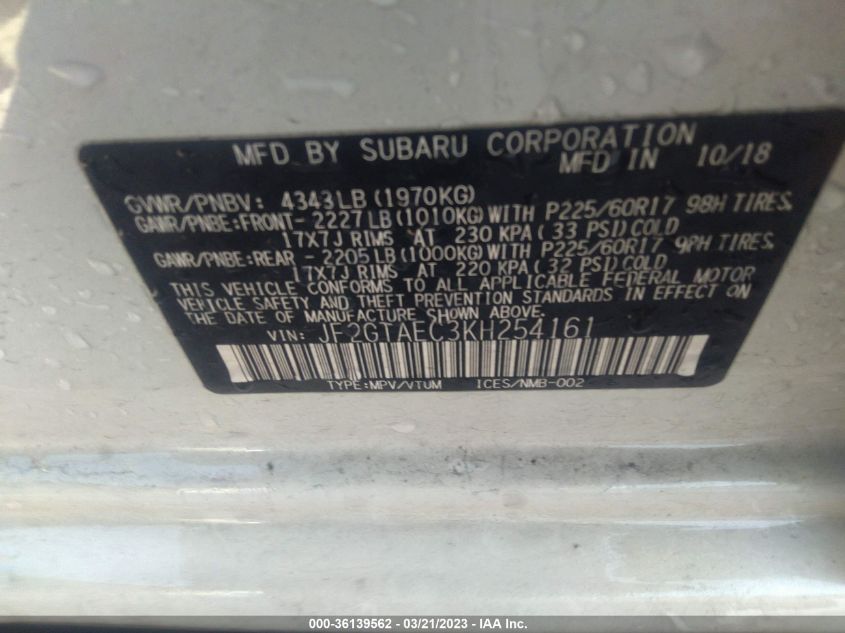 MFD BY SUBARU CORPORATION
MFD IN 10/18
GVWR/PNBV: 4343LB(1970KG)
GAWR/PNBE:FRONT-2227LB(1010KG)WITH P225/60R17 98H TIRES,
17X7J RIMS AT 230 KPA(33 PSI)COLD
GAWR/PNBE:REAR -2205LB(1000KG)WITH P225/60R17 98H TIRES,
17X7J RIMS AT 220 KPA(32 PSI)COLD
THIS VEHICLE CONFORMS TO ALL APPLICABLE FEDERAL MOTOR
VEHICLE SAFETY AND THEFT PREVENTION STANDARDS IN EFFECT ON
THE DATE OF MANUFACTURE SHOWN ABOVE.
VIN: JF2GTAEC3KH254161
TYPE:MPV/VTUM ICES/NMB-002
000-36139562 — 03/21/2023 — IAA Inc.